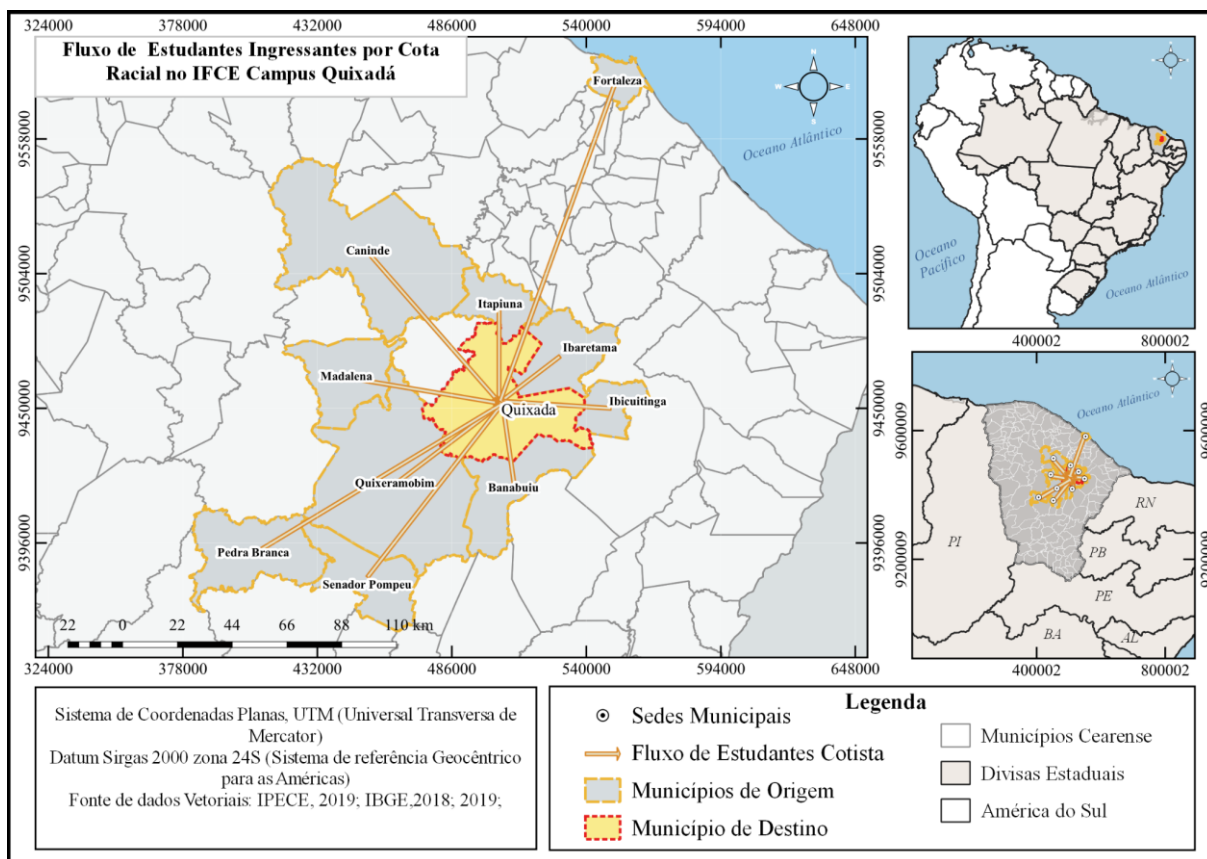 324000 378000 432000 486000 540000 594000 648000
Fluxo de Estudantes Ingressantes por Cota
Racial no IFCE Campus Quixadá
N
W E
S
Oceano Atlântico
9558000
9504000
9450000
9396000
9558000
9504000
9450000
9396000
Fortaleza
Caninde
Itapiuna
Ibaretama
Madalena
Ibicuitinga
Quixada
Quixeramobim
Banabuiu
Pedra Branca
Senador Pompeu
22 0 22 44 66 88 110 km
324000 378000 432000 486000 540000 594000 648000
Oceano
Pacífico
Oceano Atlântico
400002 800002
Oceano Atlântico
9600009
9200009
9600009
9200009
RN
PI
PB
PE
BA
AL
400002 800002
Sistema de Coordenadas Planas, UTM (Universal Transversa de
Mercator)
Datum Sirgas 2000 zona 24S (Sistema de referência Geocêntrico
para as Américas)
Fonte de dados Vetoriais: IPECE, 2019; IBGE,2018; 2019;
Legenda
Sedes Municipais
Fluxo de Estudantes Cotista
Municípios de Origem
Município de Destino
Municípios Cearense
Divisas Estaduais
América do Sul